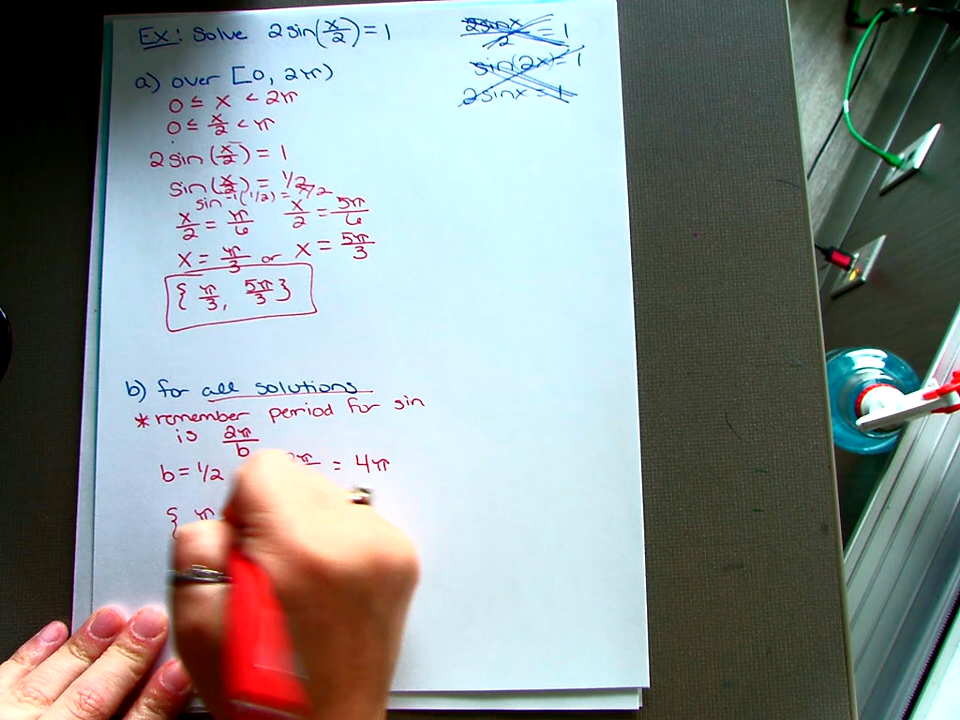 Ex: Solve 2sin(x/2) = 1
2sinx/2 = 1
sin(2x) = 1
2sinx = 1
a) over [0, 2π)
0 ≤ x < 2π
0 ≤ x/2 < π
2sin(x/2) = 1
sin(x/2) = 1/2
sin⁻¹(1/2) =
x/2 = π/6 x/2 = 5π/6
x = π/3 or x = 5π/3
{π/3, 5π/3}
b) for all solutions
*remember period for sin
is 2π/b
b = 1/2 = 4π
{ π